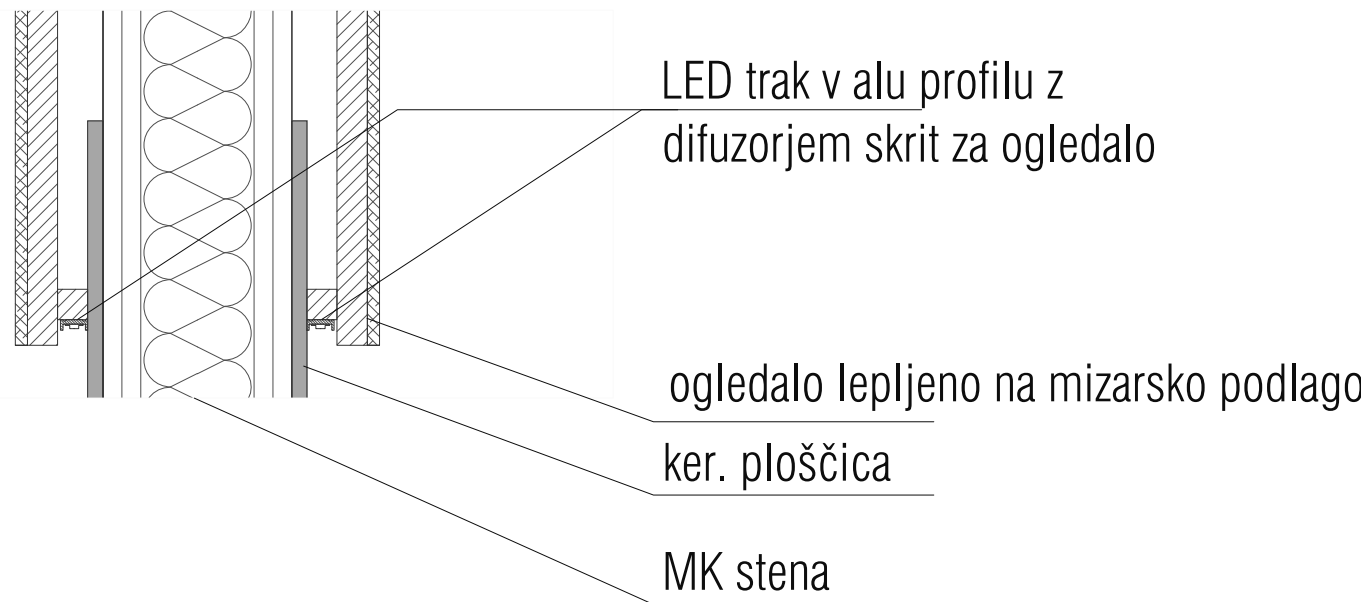 LED trak v alu profilu z
difuzorjem skrit za ogledalo
ogledalo lepljeno na mizarsko podlago
ker. ploščica
MK stena